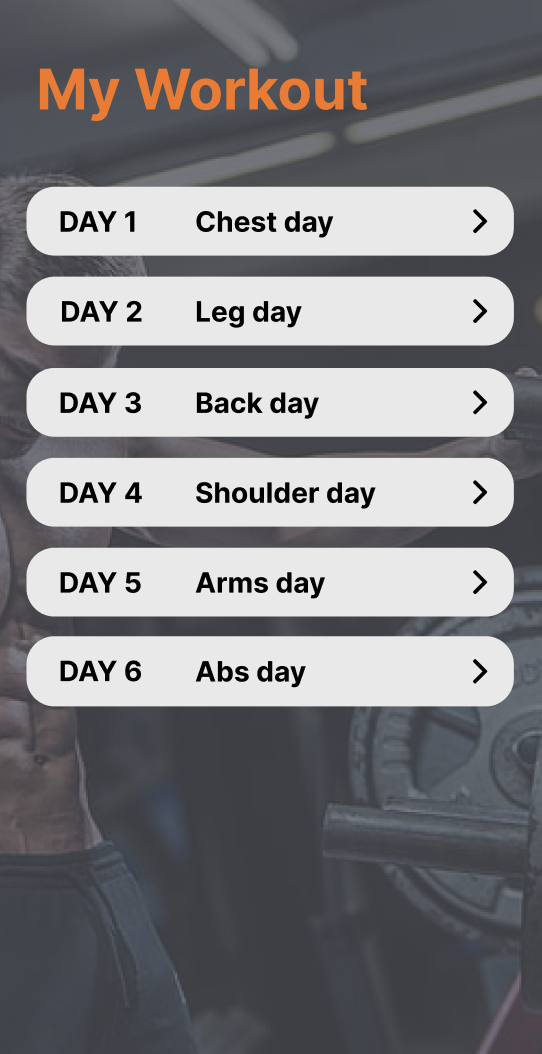 My Workout
DAY 1 Chest day
DAY 2 Leg day
DAY 3 Back day
DAY 4 Shoulder day
DAY 5 Arms day
DAY 6 Abs day